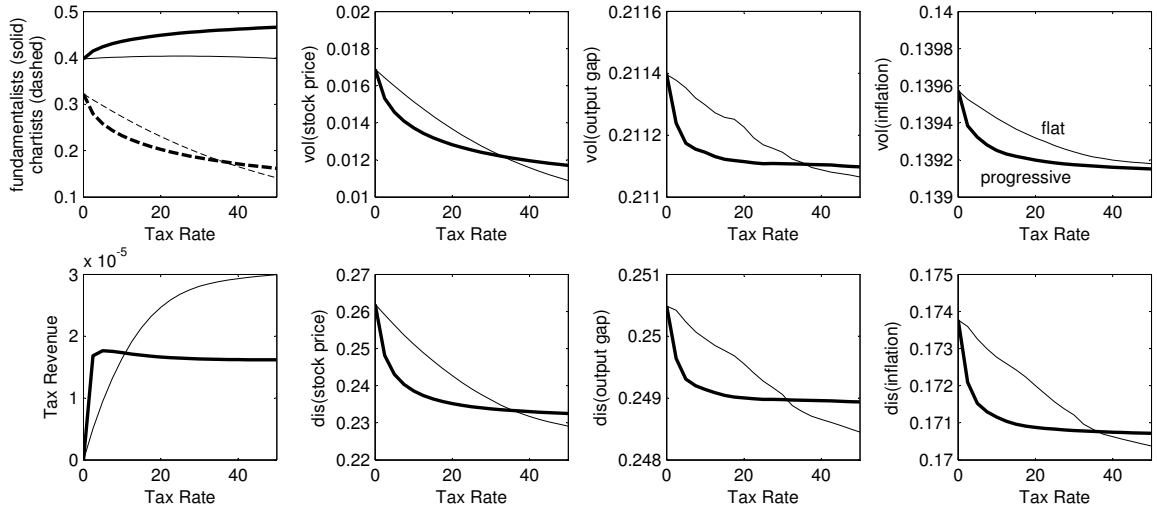 fundamentalists (solid)
chartists (dashed)
0.5
0.4
0.3
0.2
0.1
0 20 40
Tax Rate
vol(stock price)
0.02
0.018
0.016
0.014
0.012
0.01
0 20 40
Tax Rate
vol(output gap)
0.2116
0.2114
0.2112
0.211
0 20 40
Tax Rate
vol(inflation)
0.14
0.1398
0.1396
0.1394
0.1392
0.139
flat
progressive
0 20 40
Tax Rate
x 10⁻⁵
Tax Revenue
3
2
1
0
0 20 40
Tax Rate
dis(stock price)
0.27
0.26
0.25
0.24
0.23
0.22
0 20 40
Tax Rate
dis(output gap)
0.251
0.25
0.249
0.248
0 20 40
Tax Rate
dis(inflation)
0.175
0.174
0.173
0.172
0.171
0.17
0 20 40
Tax Rate